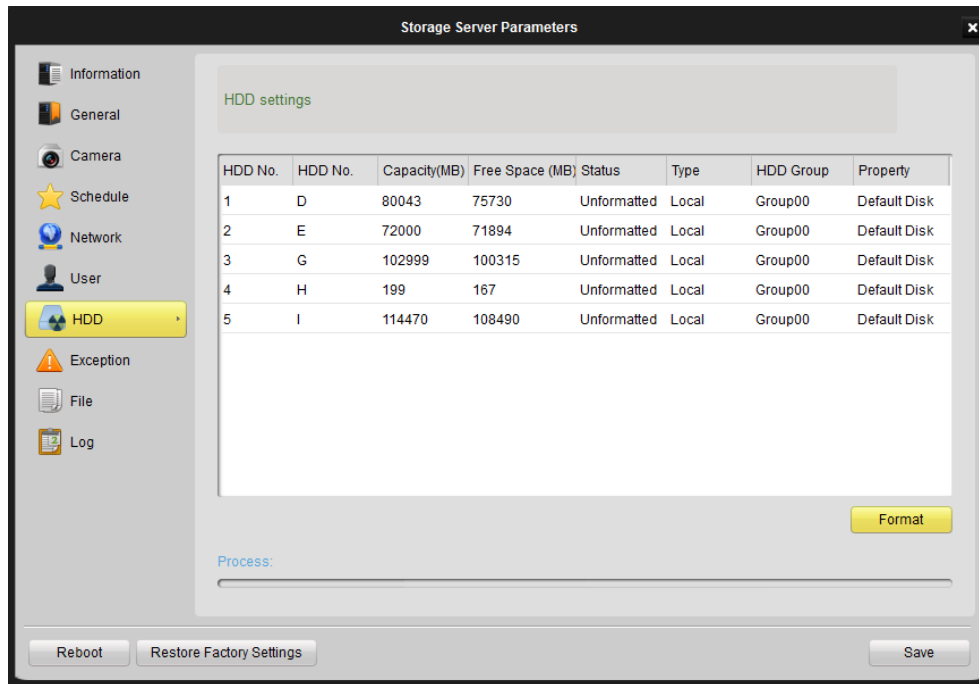 Storage Server Parameters
Information
General
Camera
Schedule
Network
User
HDD
Exception
File
Log
HDD settings
HDD No. HDD No. Capacity(MB) Free Space (MB) Status Type HDD Group Property
1 D 80043 75730 Unformatted Local Group00 Default Disk
2 E 72000 71894 Unformatted Local Group00 Default Disk
3 G 102999 100315 Unformatted Local Group00 Default Disk
4 H 199 167 Unformatted Local Group00 Default Disk
5 I 114470 108490 Unformatted Local Group00 Default Disk
Format
Process:
Reboot Restore Factory Settings Save